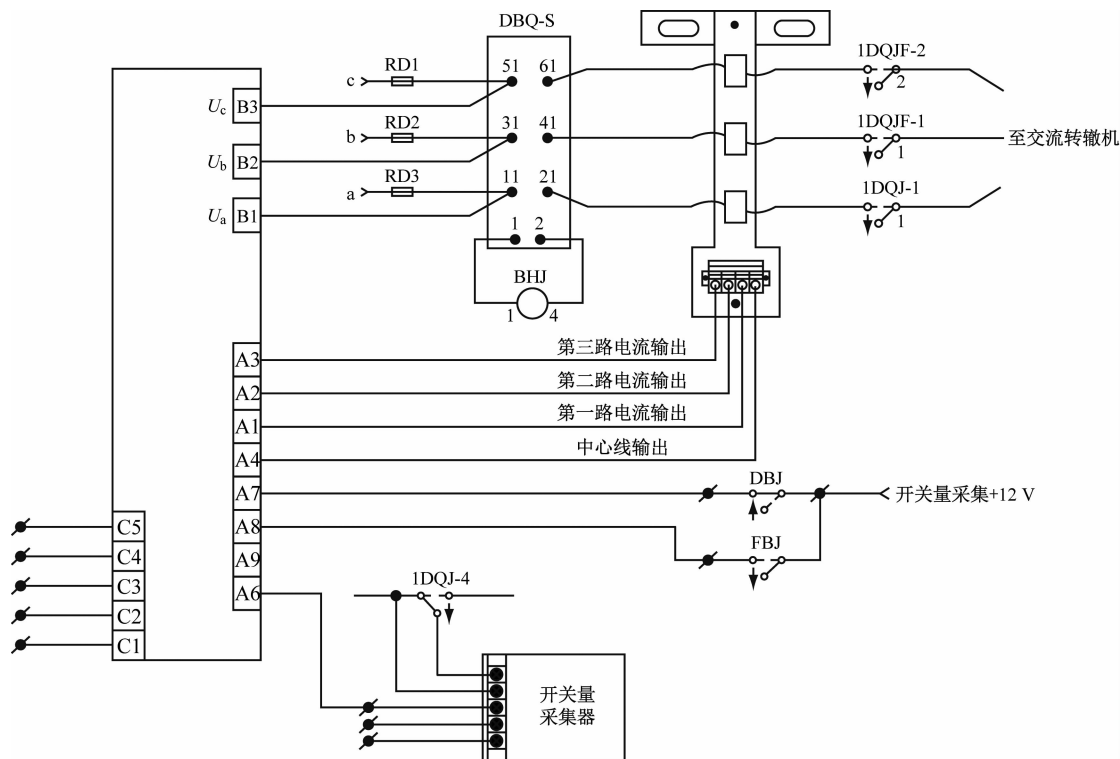 DBQ-S
c
RD1
51
61
1DQJF-2
2
Uc
B3
b
RD2
31
41
1DQJF-1
1
至交流转辙机
Ub
B2
a
RD3
11
21
1DQJ-1
1
Ua
B1
1
2
BHJ
1
4
A3
第三路电流输出
A2
第二路电流输出
A1
第一路电流输出
A4
中心线输出
A7
DBJ
开关量采集+12 V
A8
FBJ
A9
A6
C5
C4
C3
C2
C1
1DQJ-4
开关量
采集器